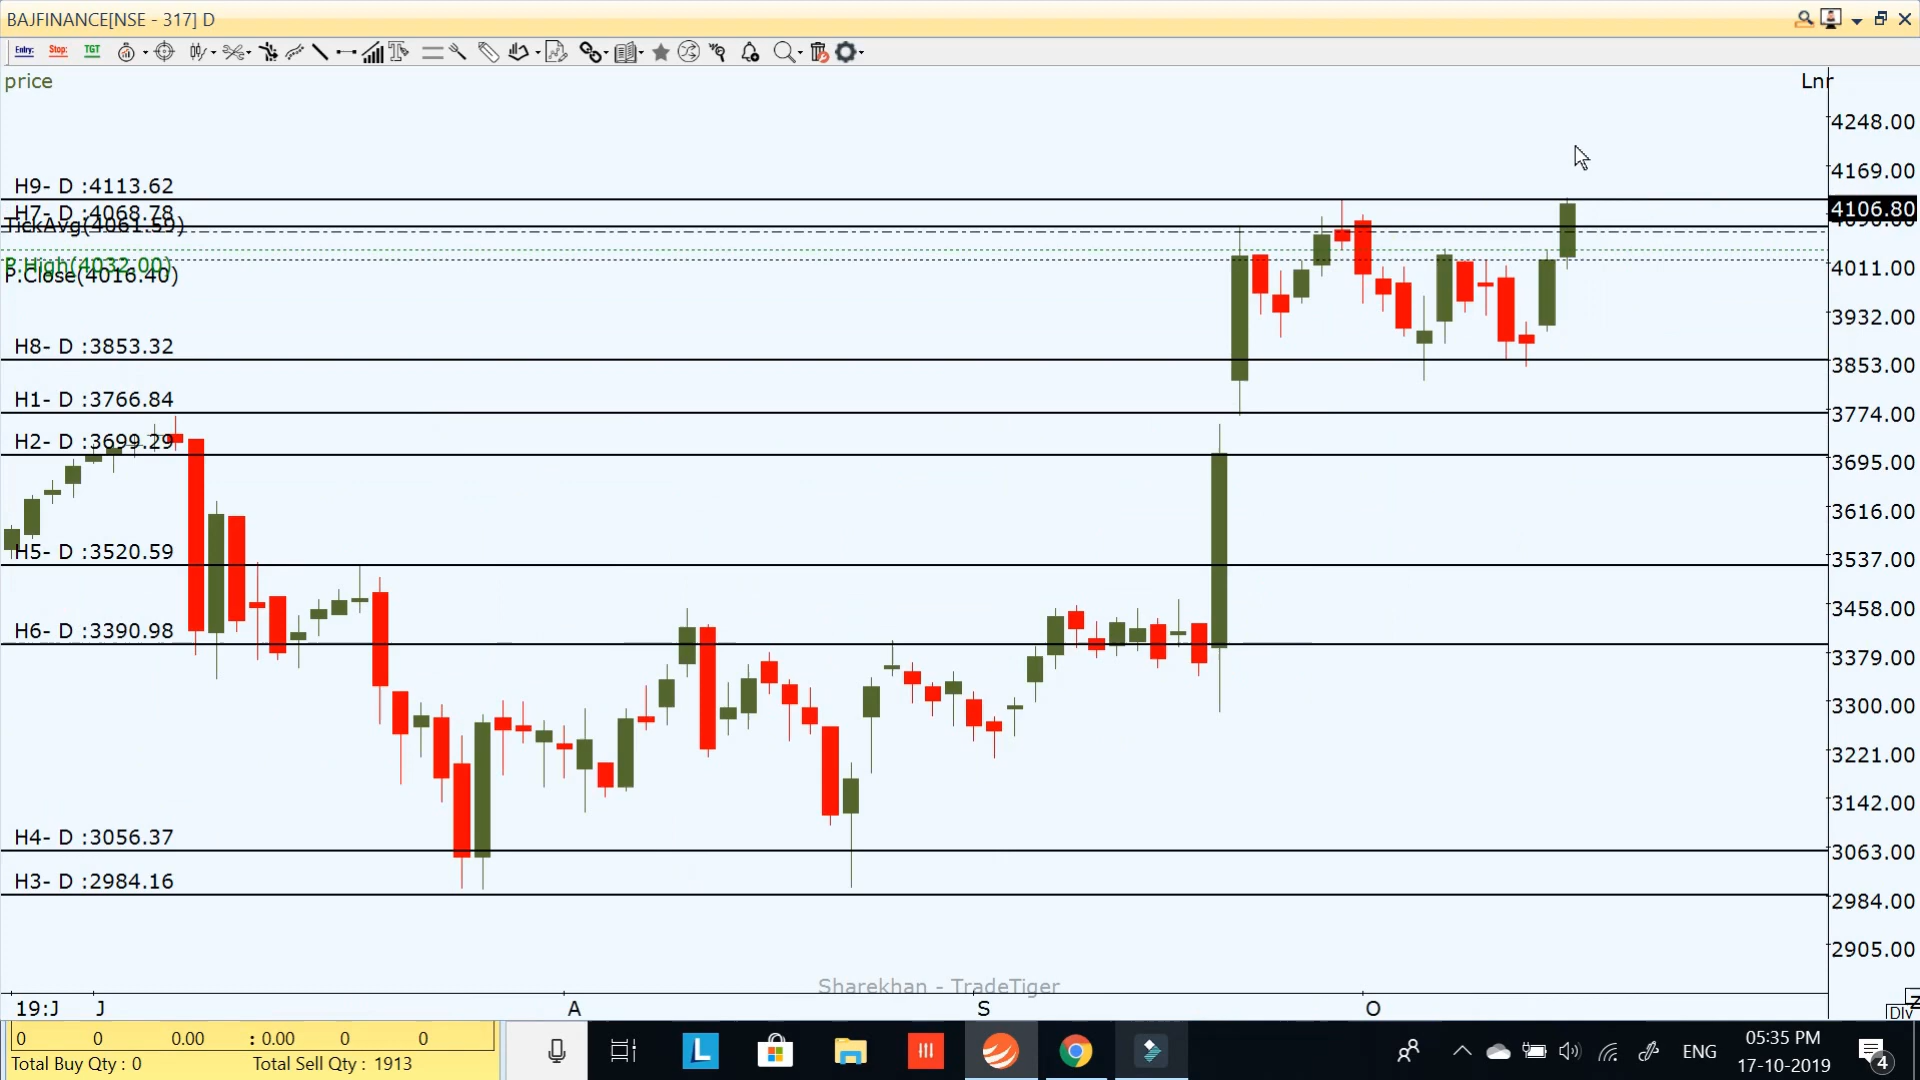 BAJFINANCE[NSE - 317] D
Entry: Stop: TGT
price
Lnr
4248.00
4169.00
H9- D :4113.62
4106.80
H7- D :4068.78
TickAvg(4061.59)
P.High(4032.00)
P.Close(4016.40)
4011.00
3932.00
H8- D :3853.32
3853.00
H1- D :3766.84
3774.00
H2- D :3699.29
3695.00
3616.00
H5- D :3520.59
3537.00
3458.00
H6- D :3390.98
3379.00
3300.00
3221.00
3142.00
H4- D :3056.37
3063.00
H3- D :2984.16
2984.00
2905.00
Sharekhan - TradeTiger
19:J J A S O
Div
0 0 0.00 : 0.00 0 0
Total Buy Qty : 0 Total Sell Qty : 1913
L
ENG
05:35 PM
17-10-2019
4